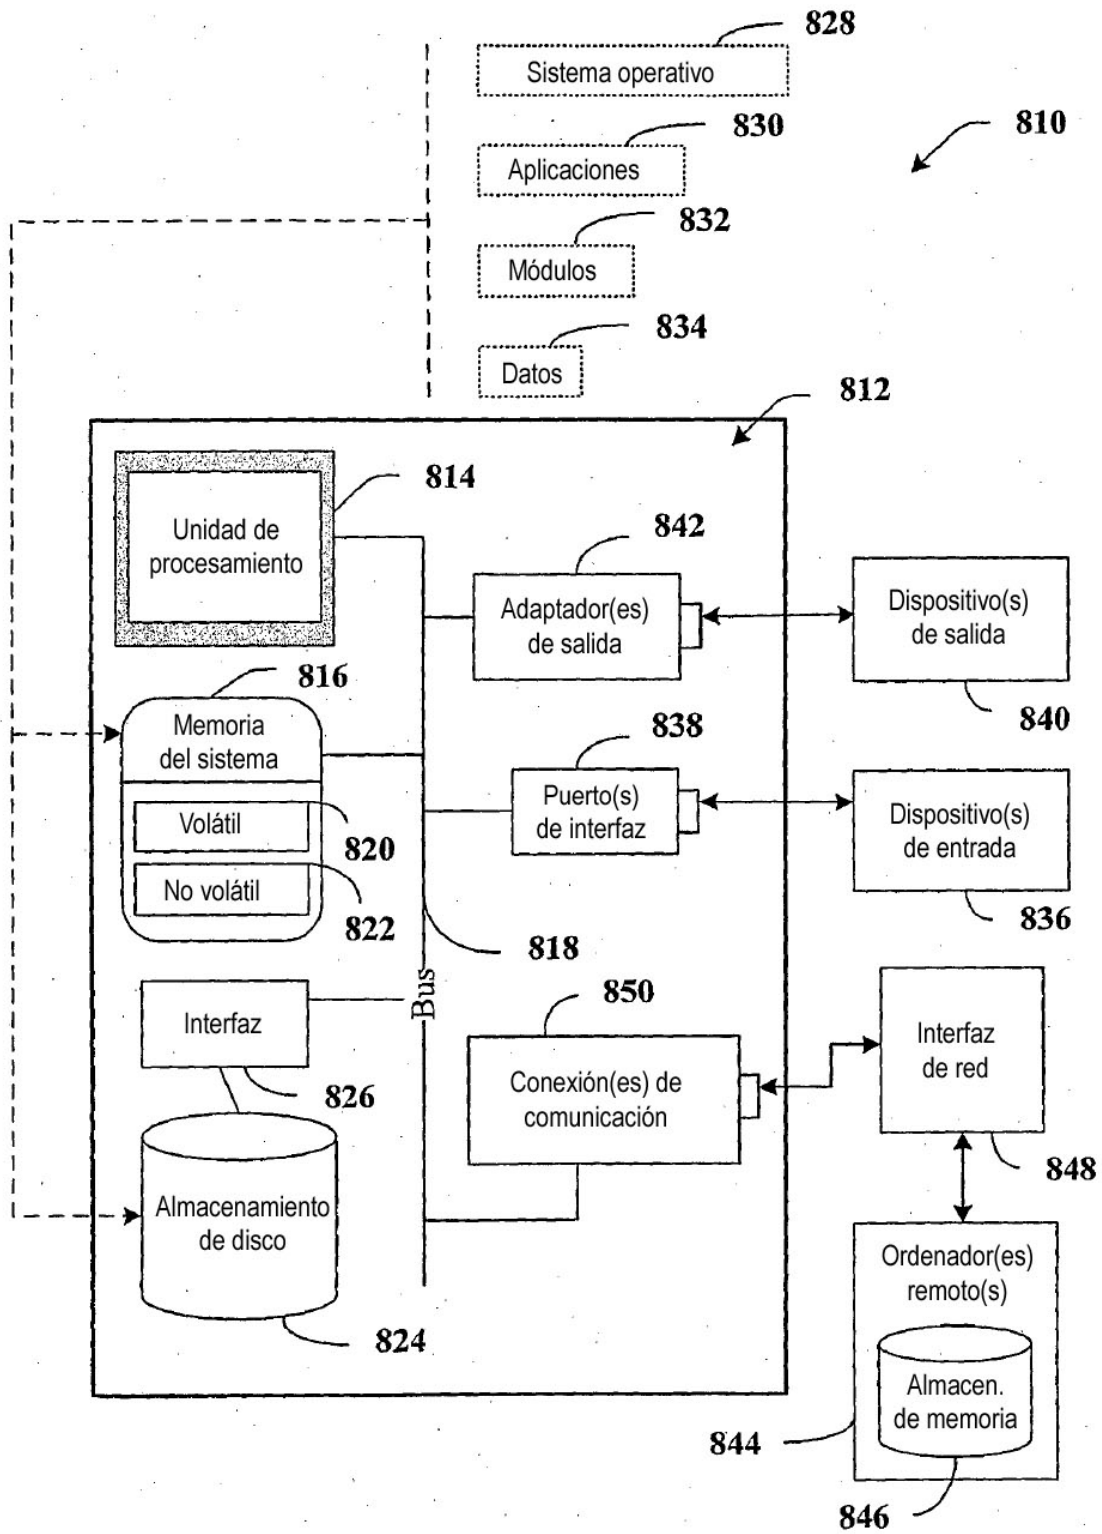 828
Sistema operativo
830
810
Aplicaciones
832
Módulos
834
Datos
812
814
Unidad de
procesamiento
842
Adaptador(es)
de salida
Dispositivo(s)
de salida
840
816
Memoria
del sistema
838
Puerto(s)
de interfaz
Dispositivo(s)
de entrada
836
Volátil
820
No volátil
822
818
Bus
850
Interfaz
826
Conexión(es) de
comunicación
Interfaz
de red
848
Almacenamiento
de disco
824
Ordenador(es)
remoto(s)
Almacen.
de memoria
844
846